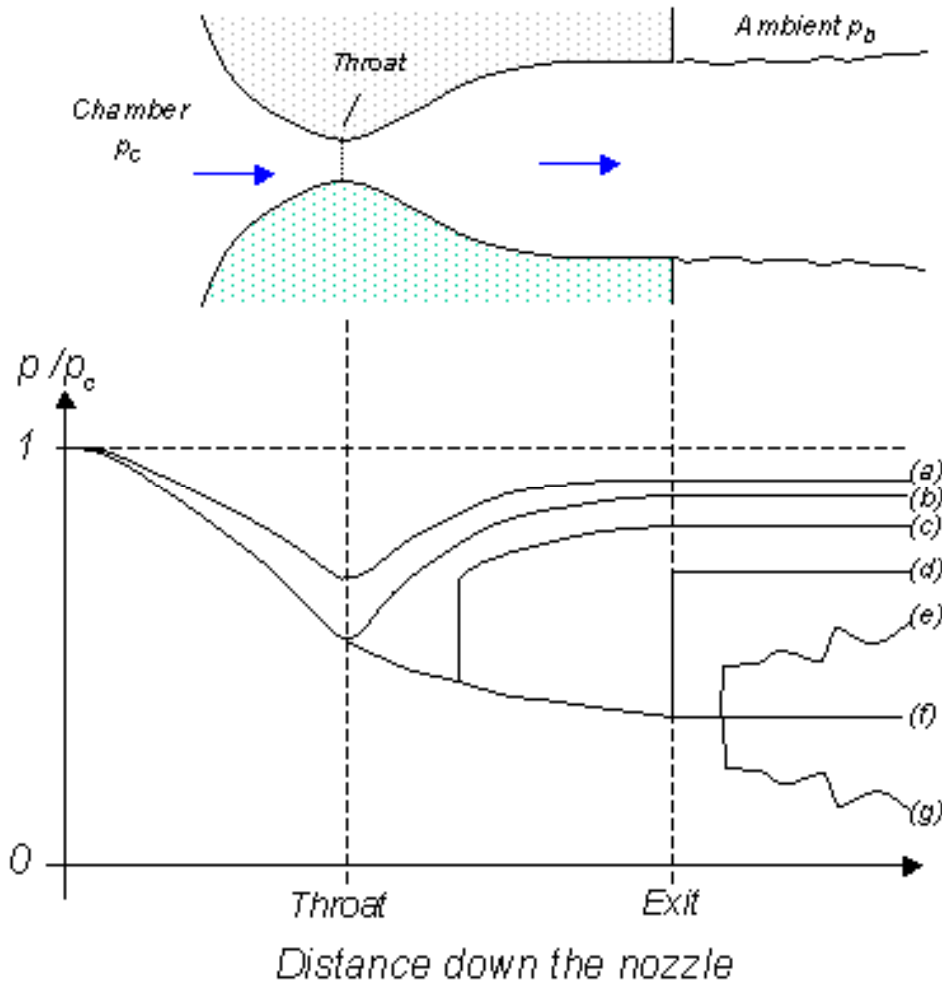 Ambient p_b
Throat
Chamber
p_c
p/p_c
1
(a)
(b)
(c)
(d)
(e)
(f)
(g)
0
Throat
Exit
Distance down the nozzle